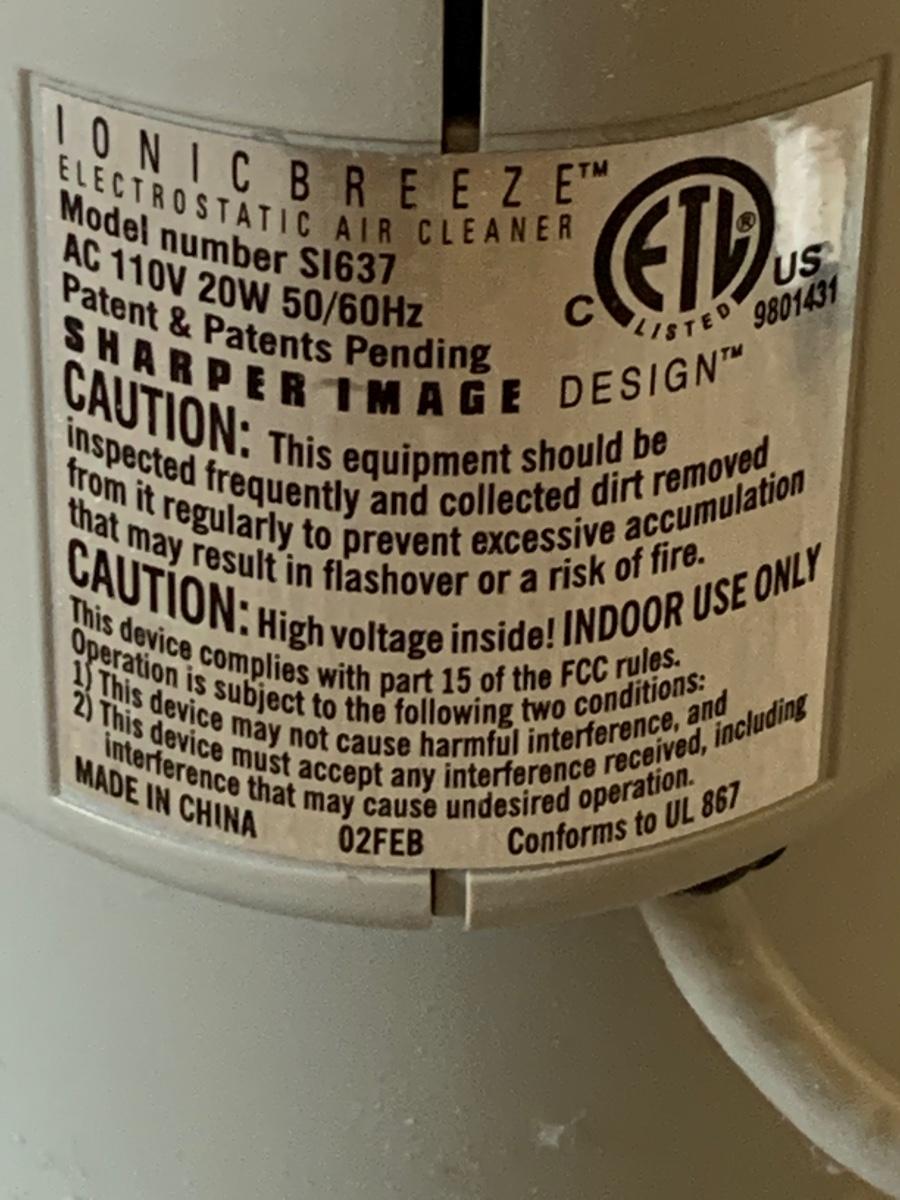 IONIC BREEZE™
ELECTROSTATIC AIR CLEANER
Model number SI637
AC 110V 20W 50/60Hz
Patent & Patents Pending
ETL®
C US
LISTED
9801431
SHARPER IMAGE DESIGN™
CAUTION: This equipment should be
inspected frequently and collected dirt removed
from it regularly to prevent excessive accumulation
that may result in flashover or a risk of fire.
CAUTION: High voltage inside! INDOOR USE ONLY
This device complies with part 15 of the FCC rules.
Operation is subject to the following two conditions:
1) This device may not cause harmful interference, and
2) This device must accept any interference received, including
interference that may cause undesired operation.
MADE IN CHINA 02FEB Conforms to UL 867